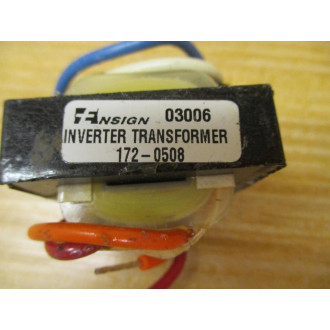 ENSIGN 03006
INVERTER TRANSFORMER
172-0508